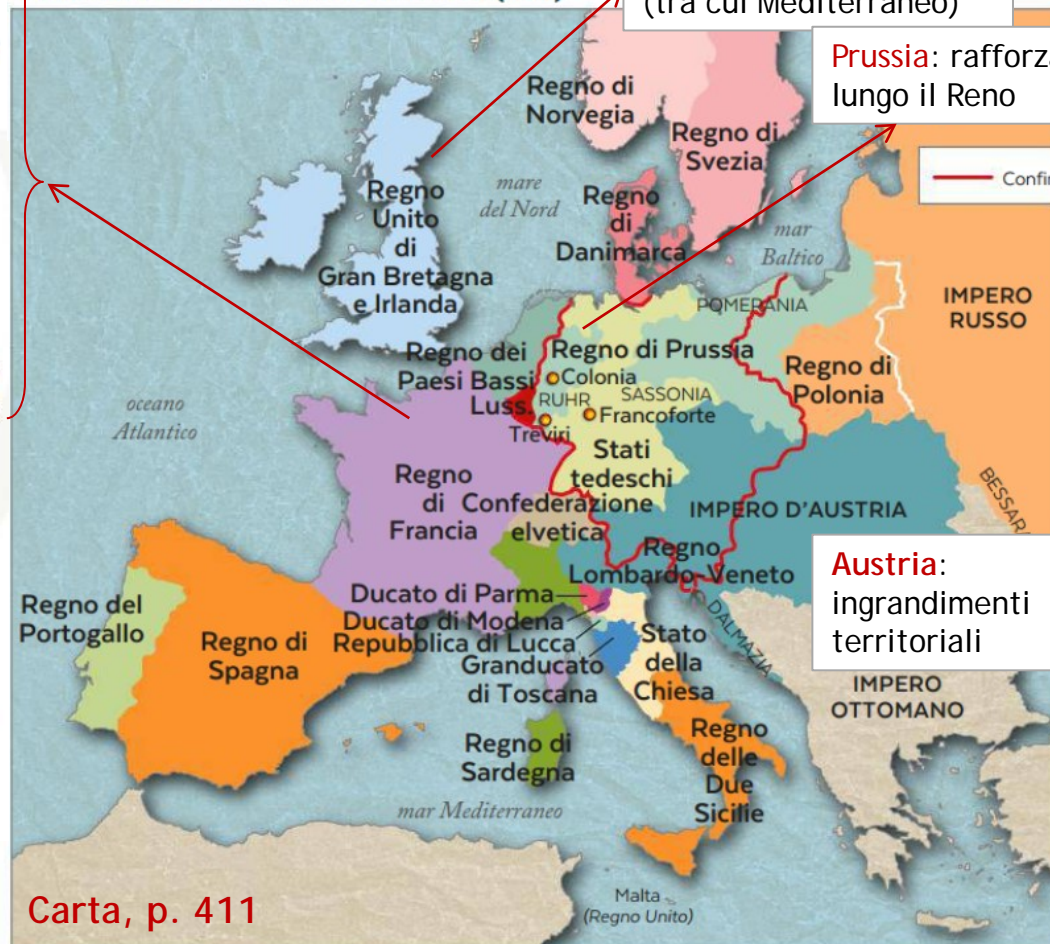 (tra cui Mediterraneo)
Prussia: rafforza
lungo il Reno
Confin
Regno di
Norvegia
Regno di
Svezia
mare
del Nord
Regno
di
Danimarca
mar
Baltico
Regno
Unito
di
Gran Bretagna
e Irlanda
POMERANIA
IMPERO
RUSSO
Regno dei
Paesi Bassi
Regno di Prussia
Regno di
Polonia
Colonia
Luss.
RUHR
SASSONIA
Francoforte
Treviri
oceano
Atlantico
Stati
tedeschi
Regno
di
Francia
Confederazione
elvetica
IMPERO D'AUSTRIA
BESSARA
Regno
Lombardo-Veneto
Austria:
ingrandimenti
territoriali
Ducato di Parma
Ducato di Modena
Repubblica di Lucca
Granducato
di Toscana
Stato
della
Chiesa
DALMAZIA
Regno del
Portogallo
Regno di
Spagna
IMPERO
OTTOMANO
Regno di
Sardegna
Regno
delle
Due
Sicilie
mar Mediterraneo
Malta
(Regno Unito)
Carta, p. 411